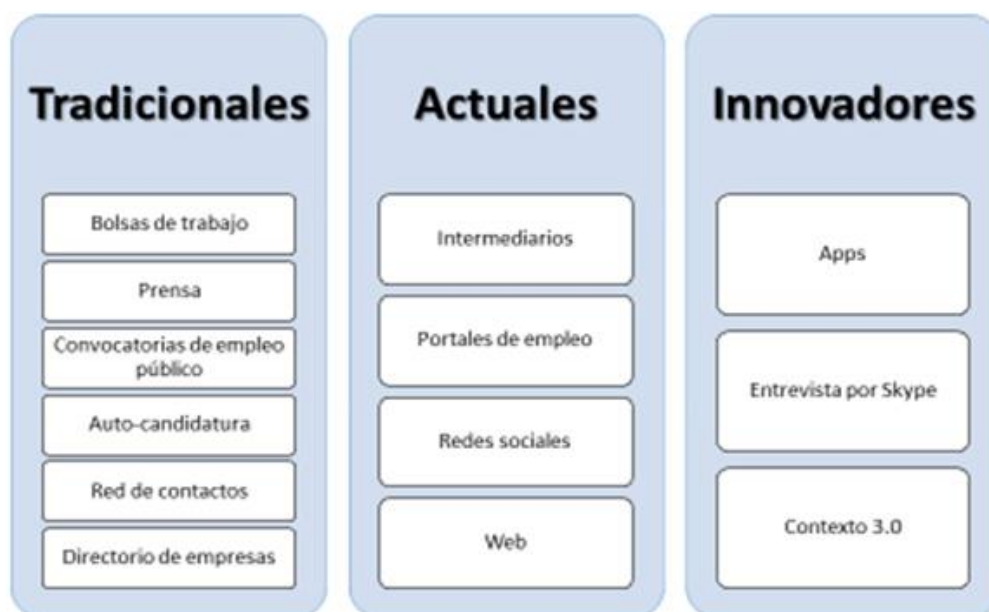 Tradicionales
Bolsas de trabajo
Prensa
Convocatorias de empleo
público
Auto-candidatura
Red de contactos
Directorio de empresas
Actuales
Intermediarios
Portales de empleo
Redes sociales
Web
Innovadores
Apps
Entrevista por Skype
Contexto 3.0